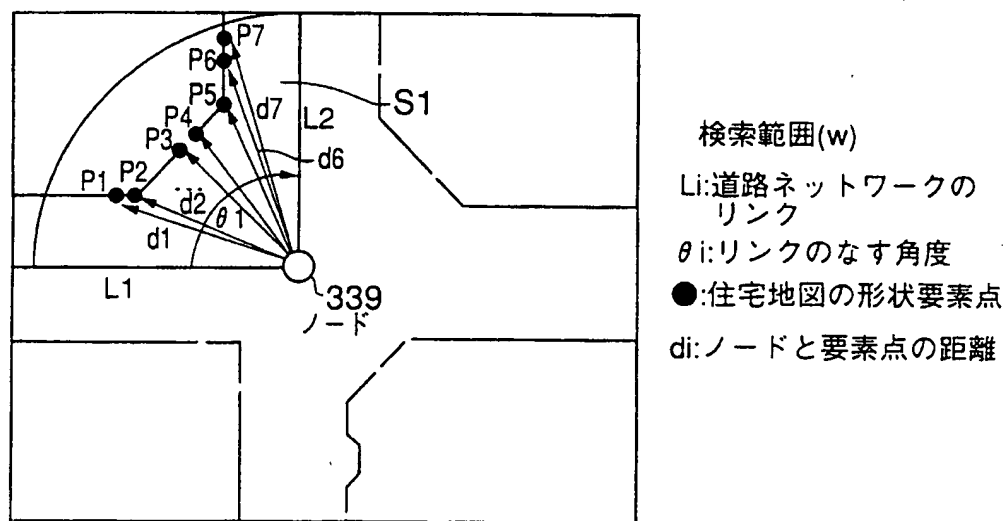 P7
P6
P5
P4
P3
P1 P2
d7
L2
S1
d6
d2
θ1
d1
L1
339
ノード
検索範囲(w)
Li:道路ネットワークの
リンク
θi:リンクのなす角度
●:住宅地図の形状要素点
di:ノードと要素点の距離